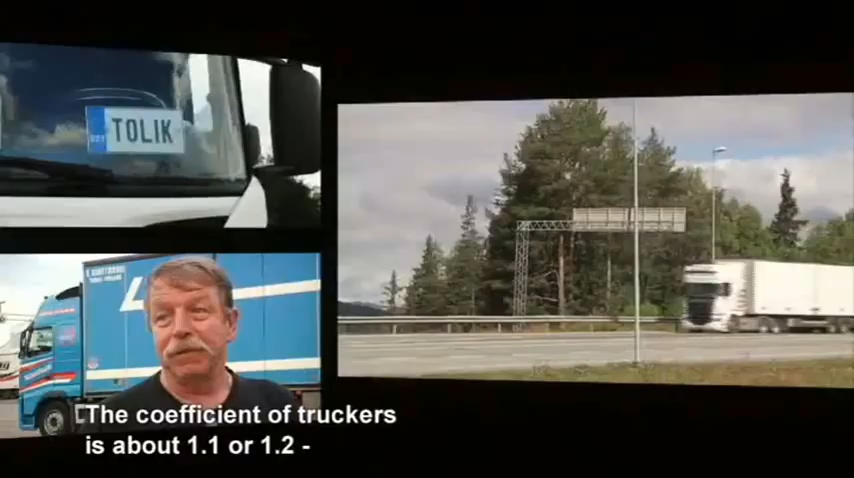 TOLIK
The coefficient of truckers
is about 1.1 or 1.2 -